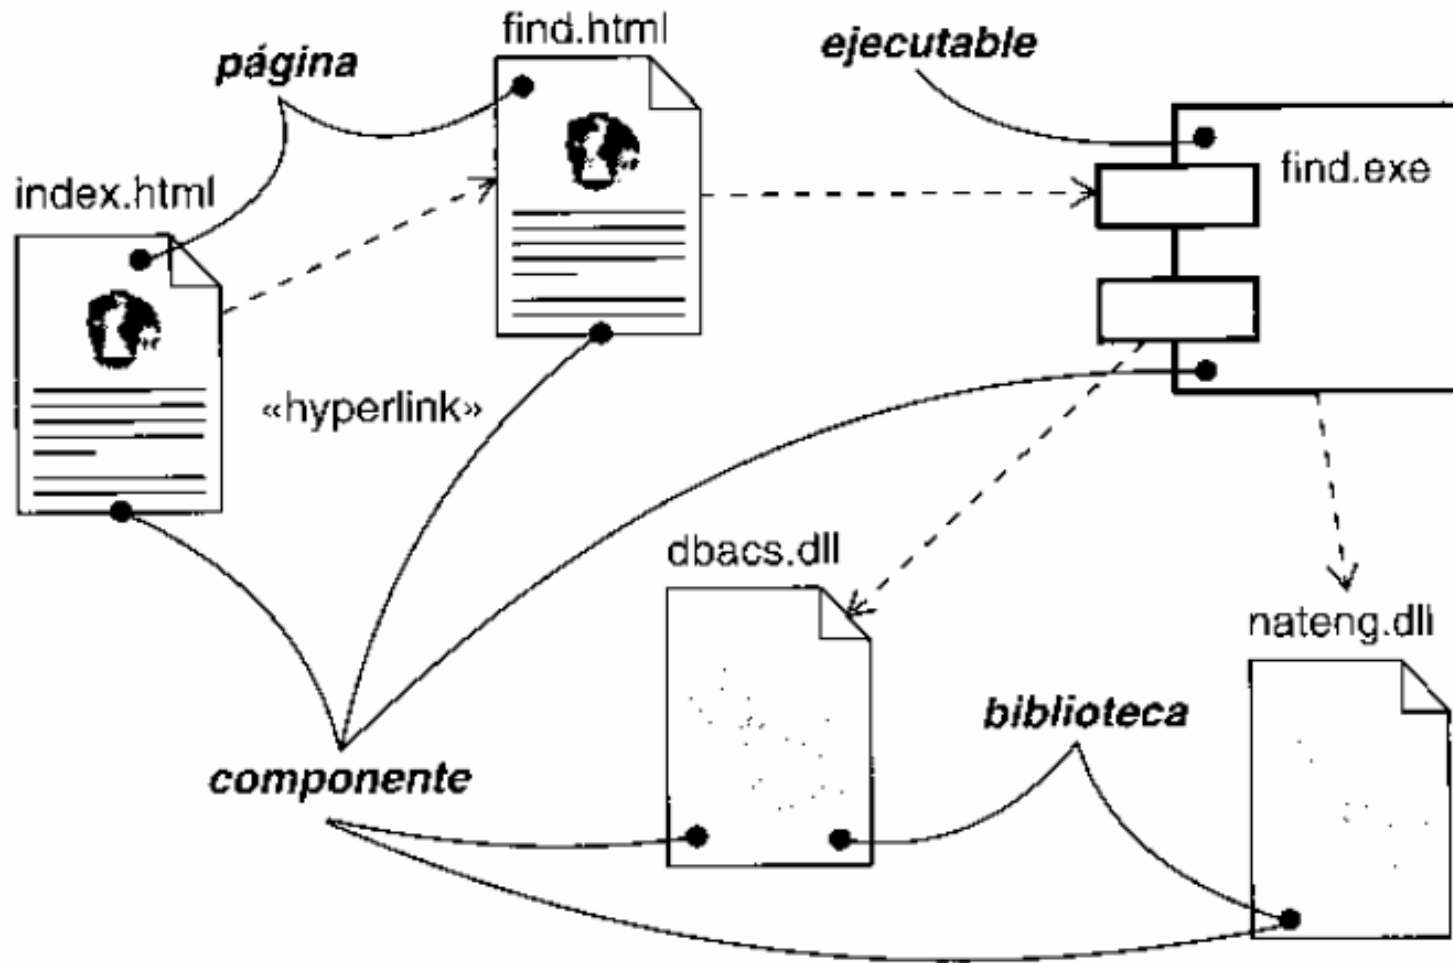 find.html
página
ejecutable
index.html
find.exe
«hyperlink»
dbacs.dll
nateng.dll
biblioteca
componente